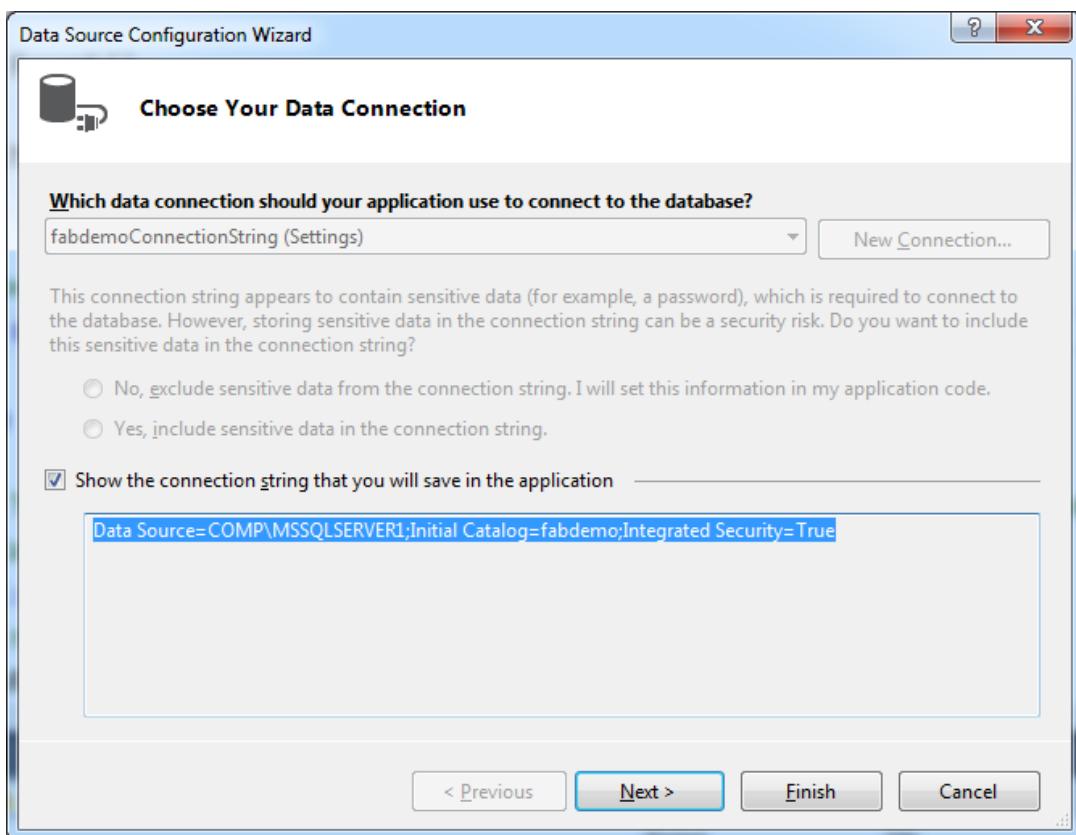 Data Source Configuration Wizard
Choose Your Data Connection
Which data connection should your application use to connect to the database?
fabdemoConnectionString (Settings)
New Connection...
This connection string appears to contain sensitive data (for example, a password), which is required to connect to
the database. However, storing sensitive data in the connection string can be a security risk. Do you want to include
this sensitive data in the connection string?
No, exclude sensitive data from the connection string. I will set this information in my application code.
Yes, include sensitive data in the connection string.
Show the connection string that you will save in the application
Data Source=COMP\MSSQLSERVER1;Initial Catalog=fabdemo;Integrated Security=True
< Previous
Next >
Finish
Cancel